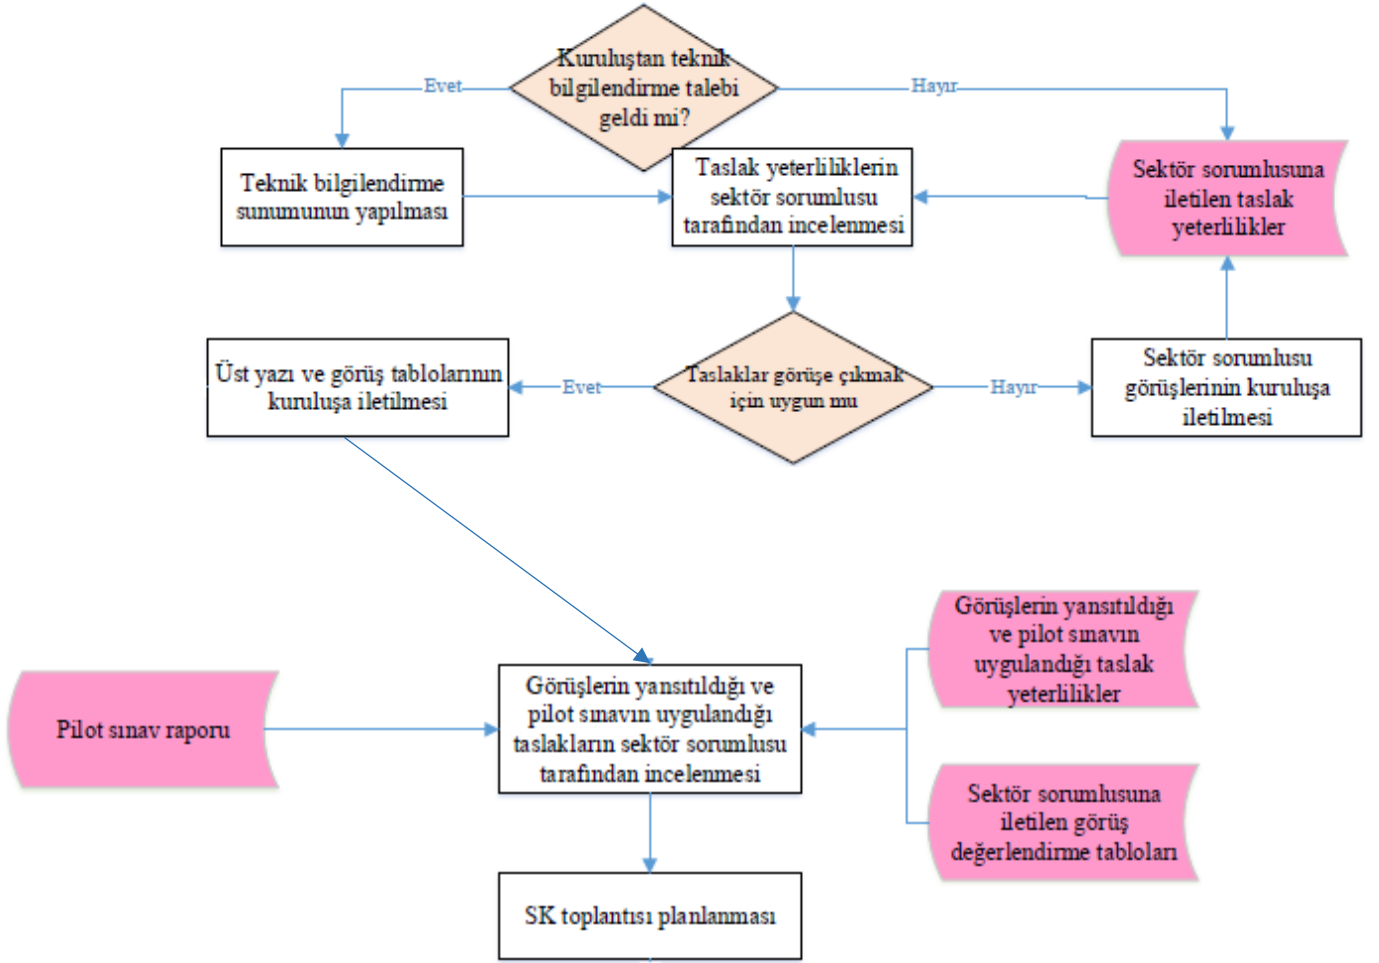 Kuruluştan teknik
bilgilendirme talebi
geldi mi?
Evet
Hayır
Teknik bilgilendirme
sunumunun yapılması
Taslak yeterliliklerin
sektör sorumlusu
tarafından incelenmesi
Sektör sorumlusuna
iletilen taslak
yeterlilikler
Üst yazı ve görüş tablolarının
kuruluşa iletilmesi
Evet
Taslaklar görüşe çıkmak
için uygun mu
Hayır
Sektör sorumlusu
görüşlerinin kuruluşa
iletilmesi
Görüşlerin yansıtıldığı
ve pilot sınavın
uygulandığı taslak
yeterlilikler
Pilot sınav raporu
Görüşlerin yansıtıldığı ve
pilot sınavın uygulandığı
taslakların sektör sorumlusu
tarafından incelenmesi
Sektör sorumlusuna
iletilen görüş
değerlendirme tabloları
SK toplantısı planlanması